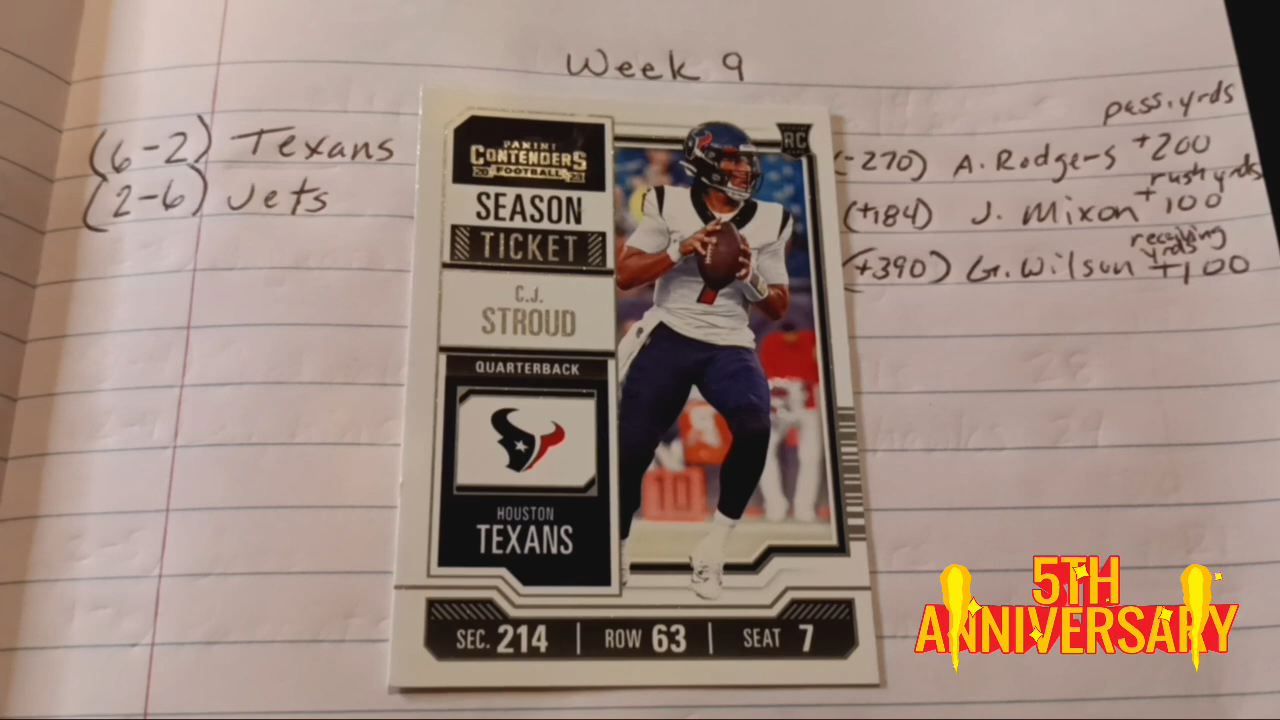 Week 9
(6-2) Texans
(2-6) Jets
PANINI
CONTENDERS
20 FOOTBALL 23
SEASON
TICKET
C.J.
STROUD
QUARTERBACK
HOUSTON
TEXANS
SEC. 214 | ROW 63 | SEAT 7
RC
pass. yrds
(-270) A. Rodgers +200
rush yrds
(+184) J. Mixon +100
receiving
yrds
(+390) G. Wilson +100
5TH
ANNIVERSARY